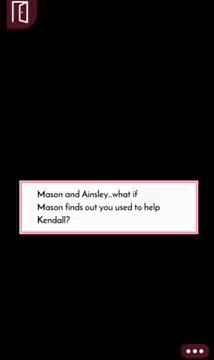 Mason and Ainsley...what if
Mason finds out you used to help
Kendall?